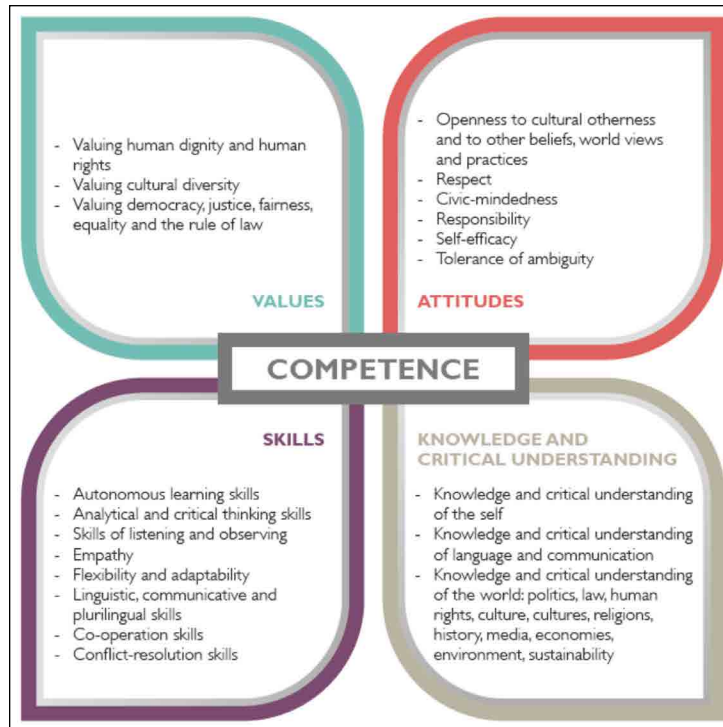 - Valuing human dignity and human
rights
- Valuing cultural diversity
- Valuing democracy, justice, fairness,
equality and the rule of law
VALUES
- Openness to cultural otherness
and to other beliefs, world views
and practices
- Respect
- Civic-mindedness
- Responsibility
- Self-efficacy
- Tolerance of ambiguity
ATTITUDES
COMPETENCE
SKILLS
- Autonomous learning skills
- Analytical and critical thinking skills
- Skills of listening and observing
- Empathy
- Flexibility and adaptability
- Linguistic, communicative and
plurilingual skills
- Co-operation skills
- Conflict-resolution skills
KNOWLEDGE AND
CRITICAL UNDERSTANDING
- Knowledge and critical understanding
of the self
- Knowledge and critical understanding
of language and communication
- Knowledge and critical understanding
of the world: politics, law, human
rights, culture, cultures, religions,
history, media, economies,
environment, sustainability